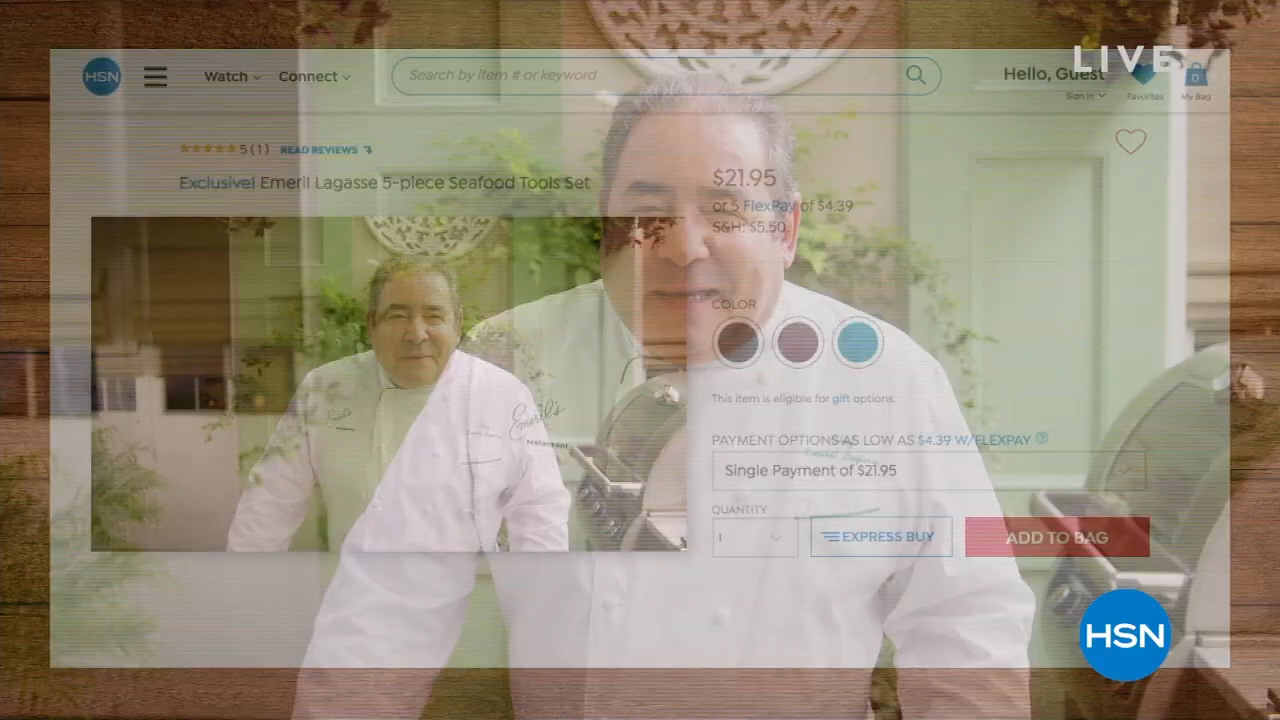 LIVE
HSN
Watch
Connect
Search by item # or keyword
Hello, Guest
0
Sign In
Favorites
My Bag
5 (1) READ REVIEWS
Exclusive! Emeril Lagasse 5-piece Seafood Tools Set
$21.95
or 5 FlexPay of $4.39
S&H: $5.50
COLOR
This item is eligible for gift options.
PAYMENT OPTIONS AS LOW AS $4.39 W/FLEXPAY ?
Single Payment of $21.95
QUANTITY
1
EXPRESS BUY
ADD TO BAG
Emeril's
Emeril's
restaurant
HSN